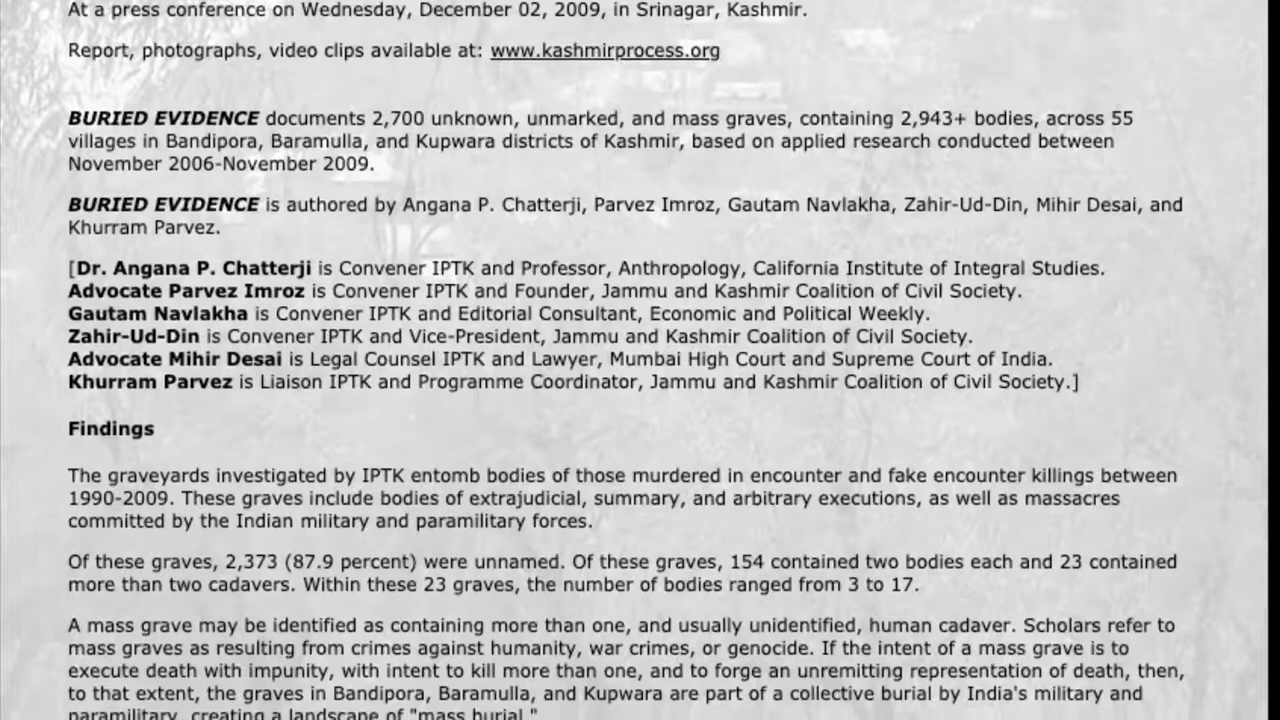 At a press conference on Wednesday, December 02, 2009, in Srinagar, Kashmir.
Report, photographs, video clips available at: www.kashmirprocess.org
BURIED EVIDENCE documents 2,700 unknown, unmarked, and mass graves, containing 2,943+ bodies, across 55
villages in Bandipora, Baramulla, and Kupwara districts of Kashmir, based on applied research conducted between
November 2006-November 2009.
BURIED EVIDENCE is authored by Angana P. Chatterji, Parvez Imroz, Gautam Navlakha, Zahir-Ud-Din, Mihir Desai, and
Khurram Parvez.
[Dr. Angana P. Chatterji is Convener IPTK and Professor, Anthropology, California Institute of Integral Studies.
Advocate Parvez Imroz is Convener IPTK and Founder, Jammu and Kashmir Coalition of Civil Society.
Gautam Navlakha is Convener IPTK and Editorial Consultant, Economic and Political Weekly.
Zahir-Ud-Din is Convener IPTK and Vice-President, Jammu and Kashmir Coalition of Civil Society.
Advocate Mihir Desai is Legal Counsel IPTK and Lawyer, Mumbai High Court and Supreme Court of India.
Khurram Parvez is Liaison IPTK and Programme Coordinator, Jammu and Kashmir Coalition of Civil Society.]
Findings
The graveyards investigated by IPTK entomb bodies of those murdered in encounter and fake encounter killings between
1990-2009. These graves include bodies of extrajudicial, summary, and arbitrary executions, as well as massacres
committed by the Indian military and paramilitary forces.
Of these graves, 2,373 (87.9 percent) were unnamed. Of these graves, 154 contained two bodies each and 23 contained
more than two cadavers. Within these 23 graves, the number of bodies ranged from 3 to 17.
A mass grave may be identified as containing more than one, and usually unidentified, human cadaver. Scholars refer to
mass graves as resulting from crimes against humanity, war crimes, or genocide. If the intent of a mass grave is to
execute death with impunity, with intent to kill more than one, and to forge an unremitting representation of death, then,
to that extent, the graves in Bandipora, Baramulla, and Kupwara are part of a collective burial by India's military and
paramilitary, creating a landscape of "mass burial."